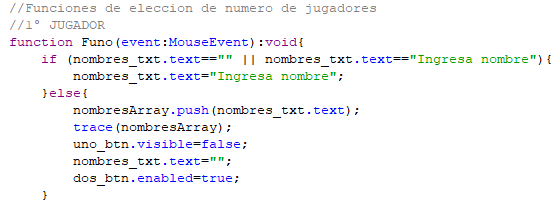 //Funciones de eleccion de numero de jugadores
//1º JUGADOR
function Funo(event:MouseEvent):void{
    if (nombres_txt.text=="" || nombres_txt.text=="Ingresa nombre"){
        nombres_txt.text="Ingresa nombre";
    }else{
        nombresArray.push(nombres_txt.text);
        trace(nombresArray);
        uno_btn.visible=false;
        nombres_txt.text="";
        dos_btn.enabled=true;
    }